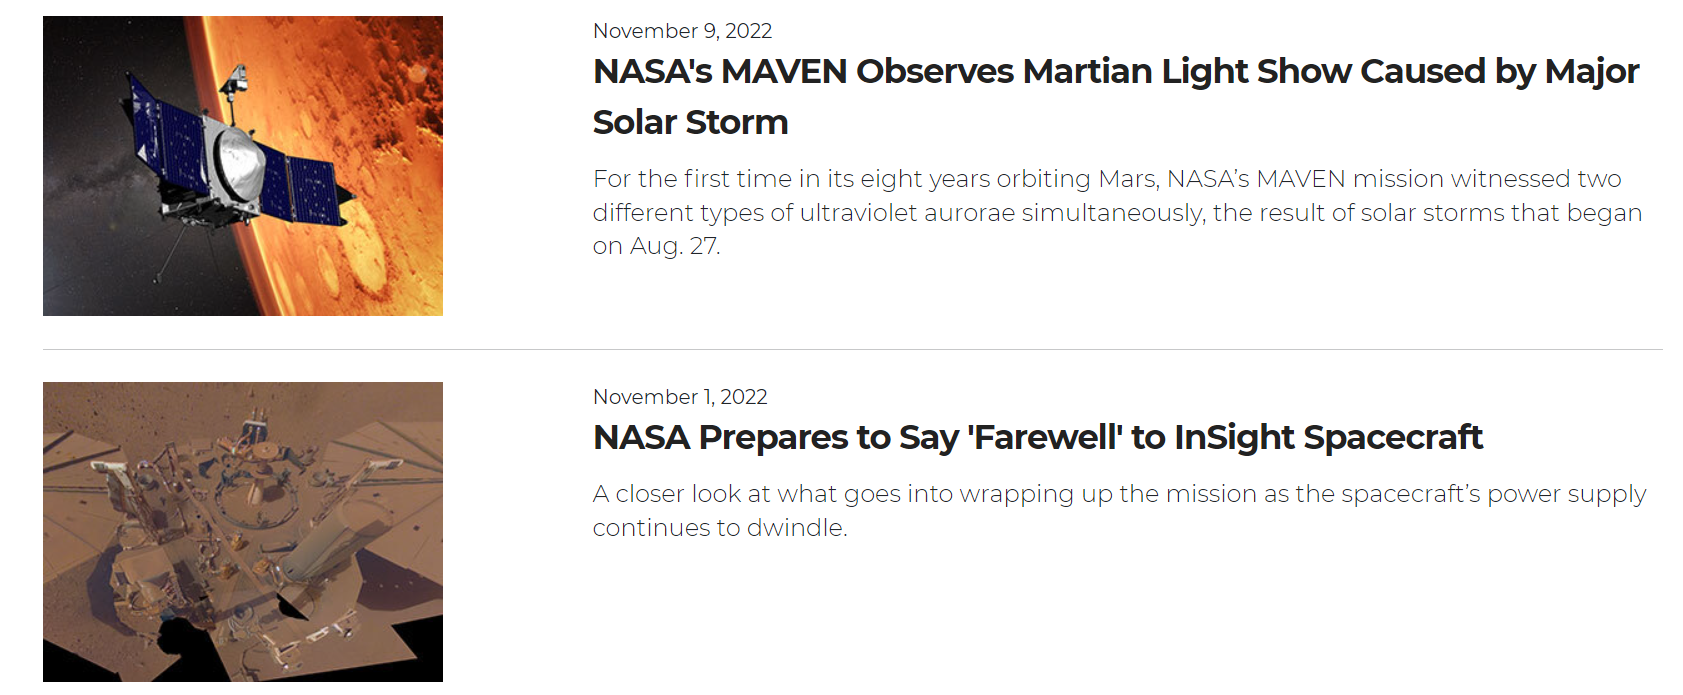 November 9, 2022
NASA's MAVEN Observes Martian Light Show Caused by Major
Solar Storm
For the first time in its eight years orbiting Mars, NASA’s MAVEN mission witnessed two
different types of ultraviolet aurorae simultaneously, the result of solar storms that began
on Aug. 27.
November 1, 2022
NASA Prepares to Say 'Farewell' to InSight Spacecraft
A closer look at what goes into wrapping up the mission as the spacecraft’s power supply
continues to dwindle.